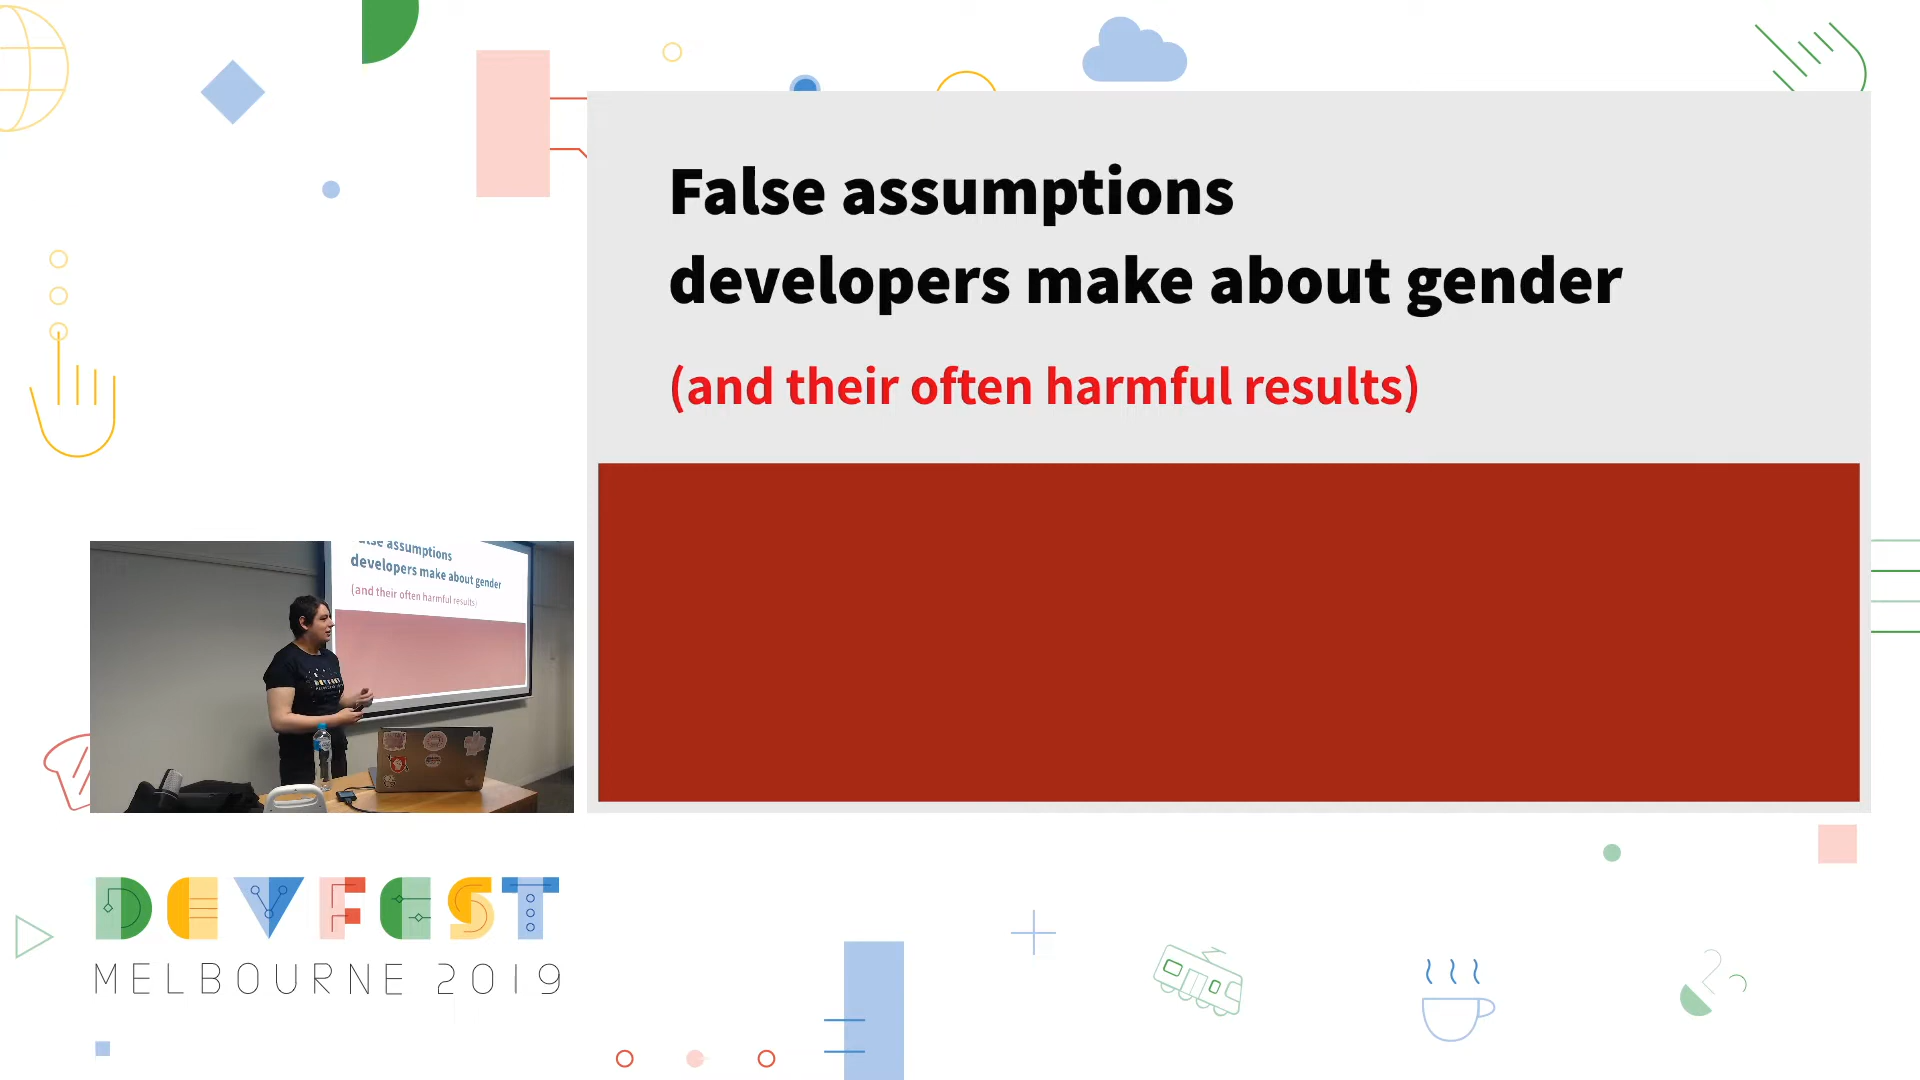 False assumptions
developers make about gender
(and their often harmful results)
assumptions
developers make about gender
(and their often harmful results)
DEVFEST
DEVFEST
MELBOURNE 2019